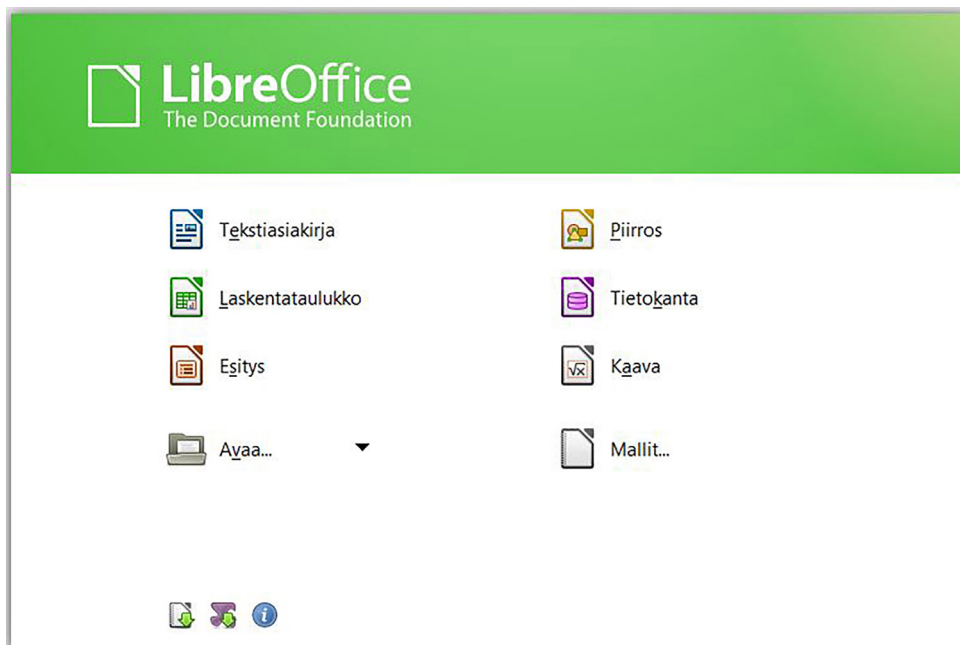 LibreOffice
The Document Foundation
Tekstiasiakirja
Piirros
Laskentataulukko
Tietokanta
Esitys
Kaava
Avaa...
Mallit...